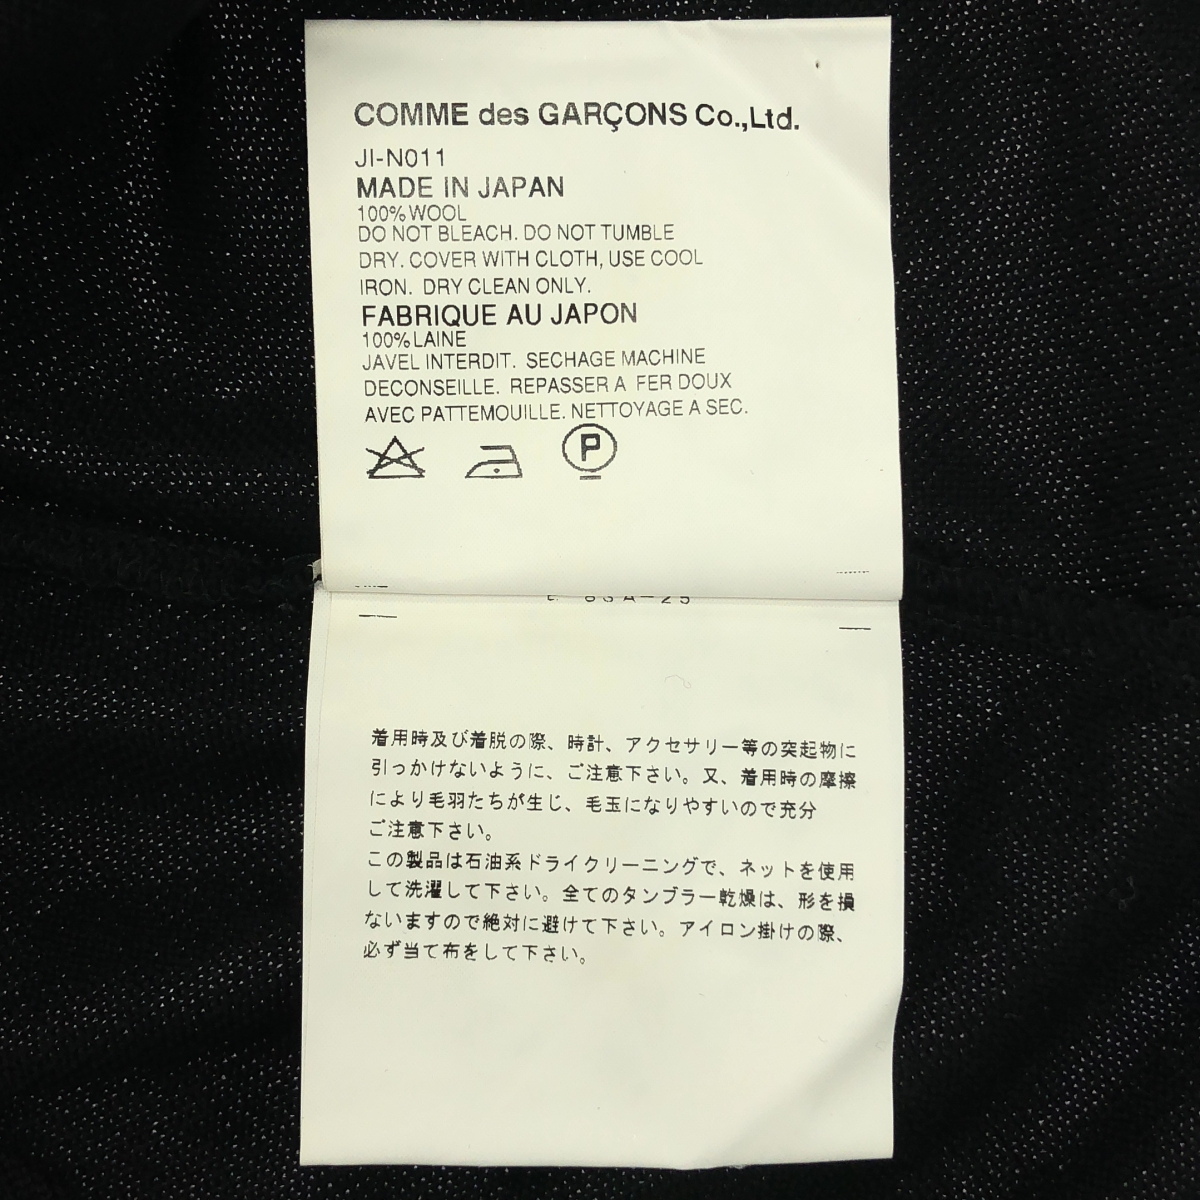 COMME des GARÇONS Co.,Ltd.
JI-N011
MADE IN JAPAN
100% WOOL
DO NOT BLEACH. DO NOT TUMBLE
DRY. COVER WITH CLOTH, USE COOL
IRON. DRY CLEAN ONLY.
FABRIQUE AU JAPON
100% LAINE
JAVEL INTERDIT. SECHAGE MACHINE
DECONSEILLE. REPASSER A FER DOUX
AVEC PATTEMOUILLE. NETTOYAGE A SEC.
P
着用時及び着脱の際、時計、アクセサリー等の突起物に
引っかけないように、ご注意下さい。又、着用時の摩擦
により毛羽たちが生じ、毛玉になりやすいので充分
ご注意下さい。
この製品は石油系ドライクリーニングで、ネットを使用
して洗濯して下さい。全てのタンブラー乾燥は、形を損
ないますので絶対に避けて下さい。アイロン掛けの際、
必ず当て布をして下さい。